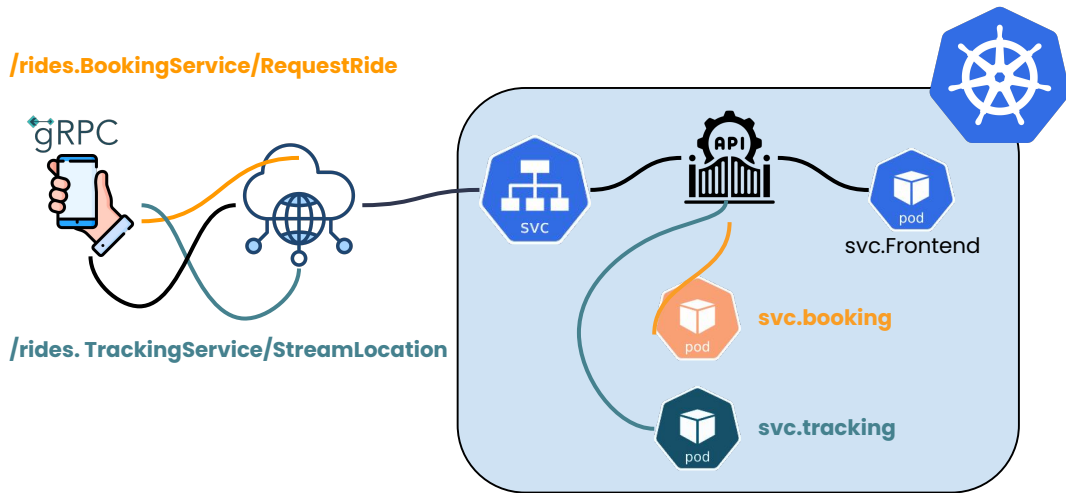 /rides.BookingService/RequestRide
gRPC
API
svc
pod
svc.Frontend
pod
svc.booking
/rides. TrackingService/StreamLocation
pod
svc.tracking